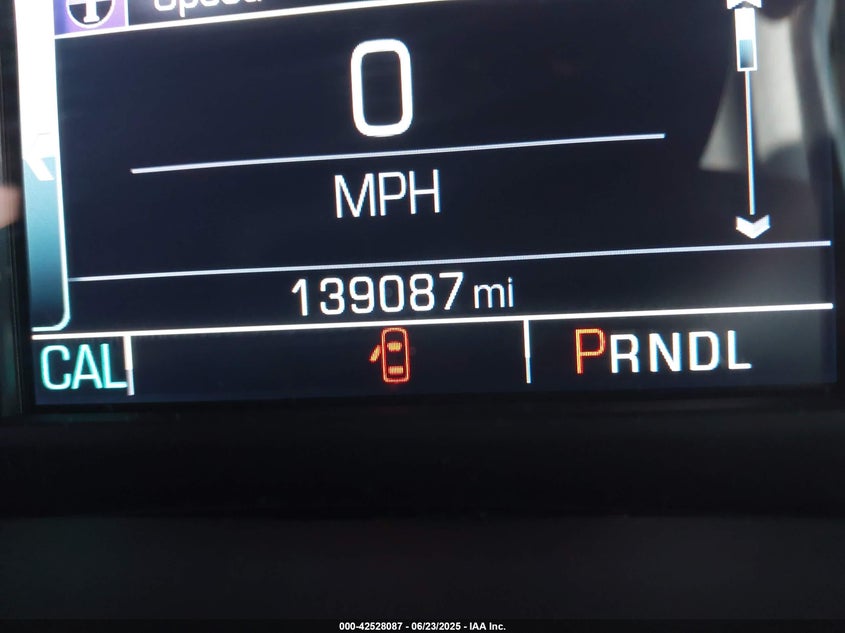 0
MPH
139087 mi
CAL PRNDL
000-42528087 - 06/23/2025 - IAA Inc.